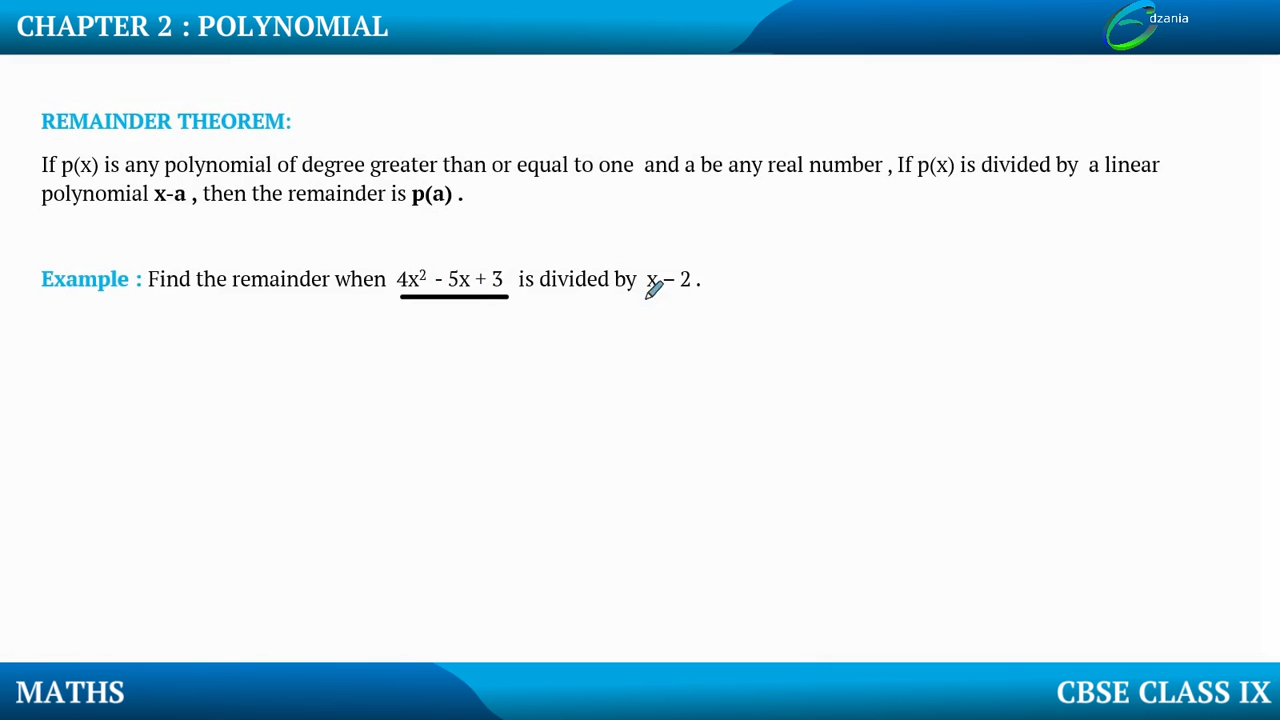 CHAPTER 2 : POLYNOMIAL
dzania
REMAINDER THEOREM:
If p(x) is any polynomial of degree greater than or equal to one and a be any real number , If p(x) is divided by a linear
polynomial x-a , then the remainder is p(a) .
Example : Find the remainder when 4x² - 5x + 3 is divided by x – 2 .
MATHS
CBSE CLASS IX